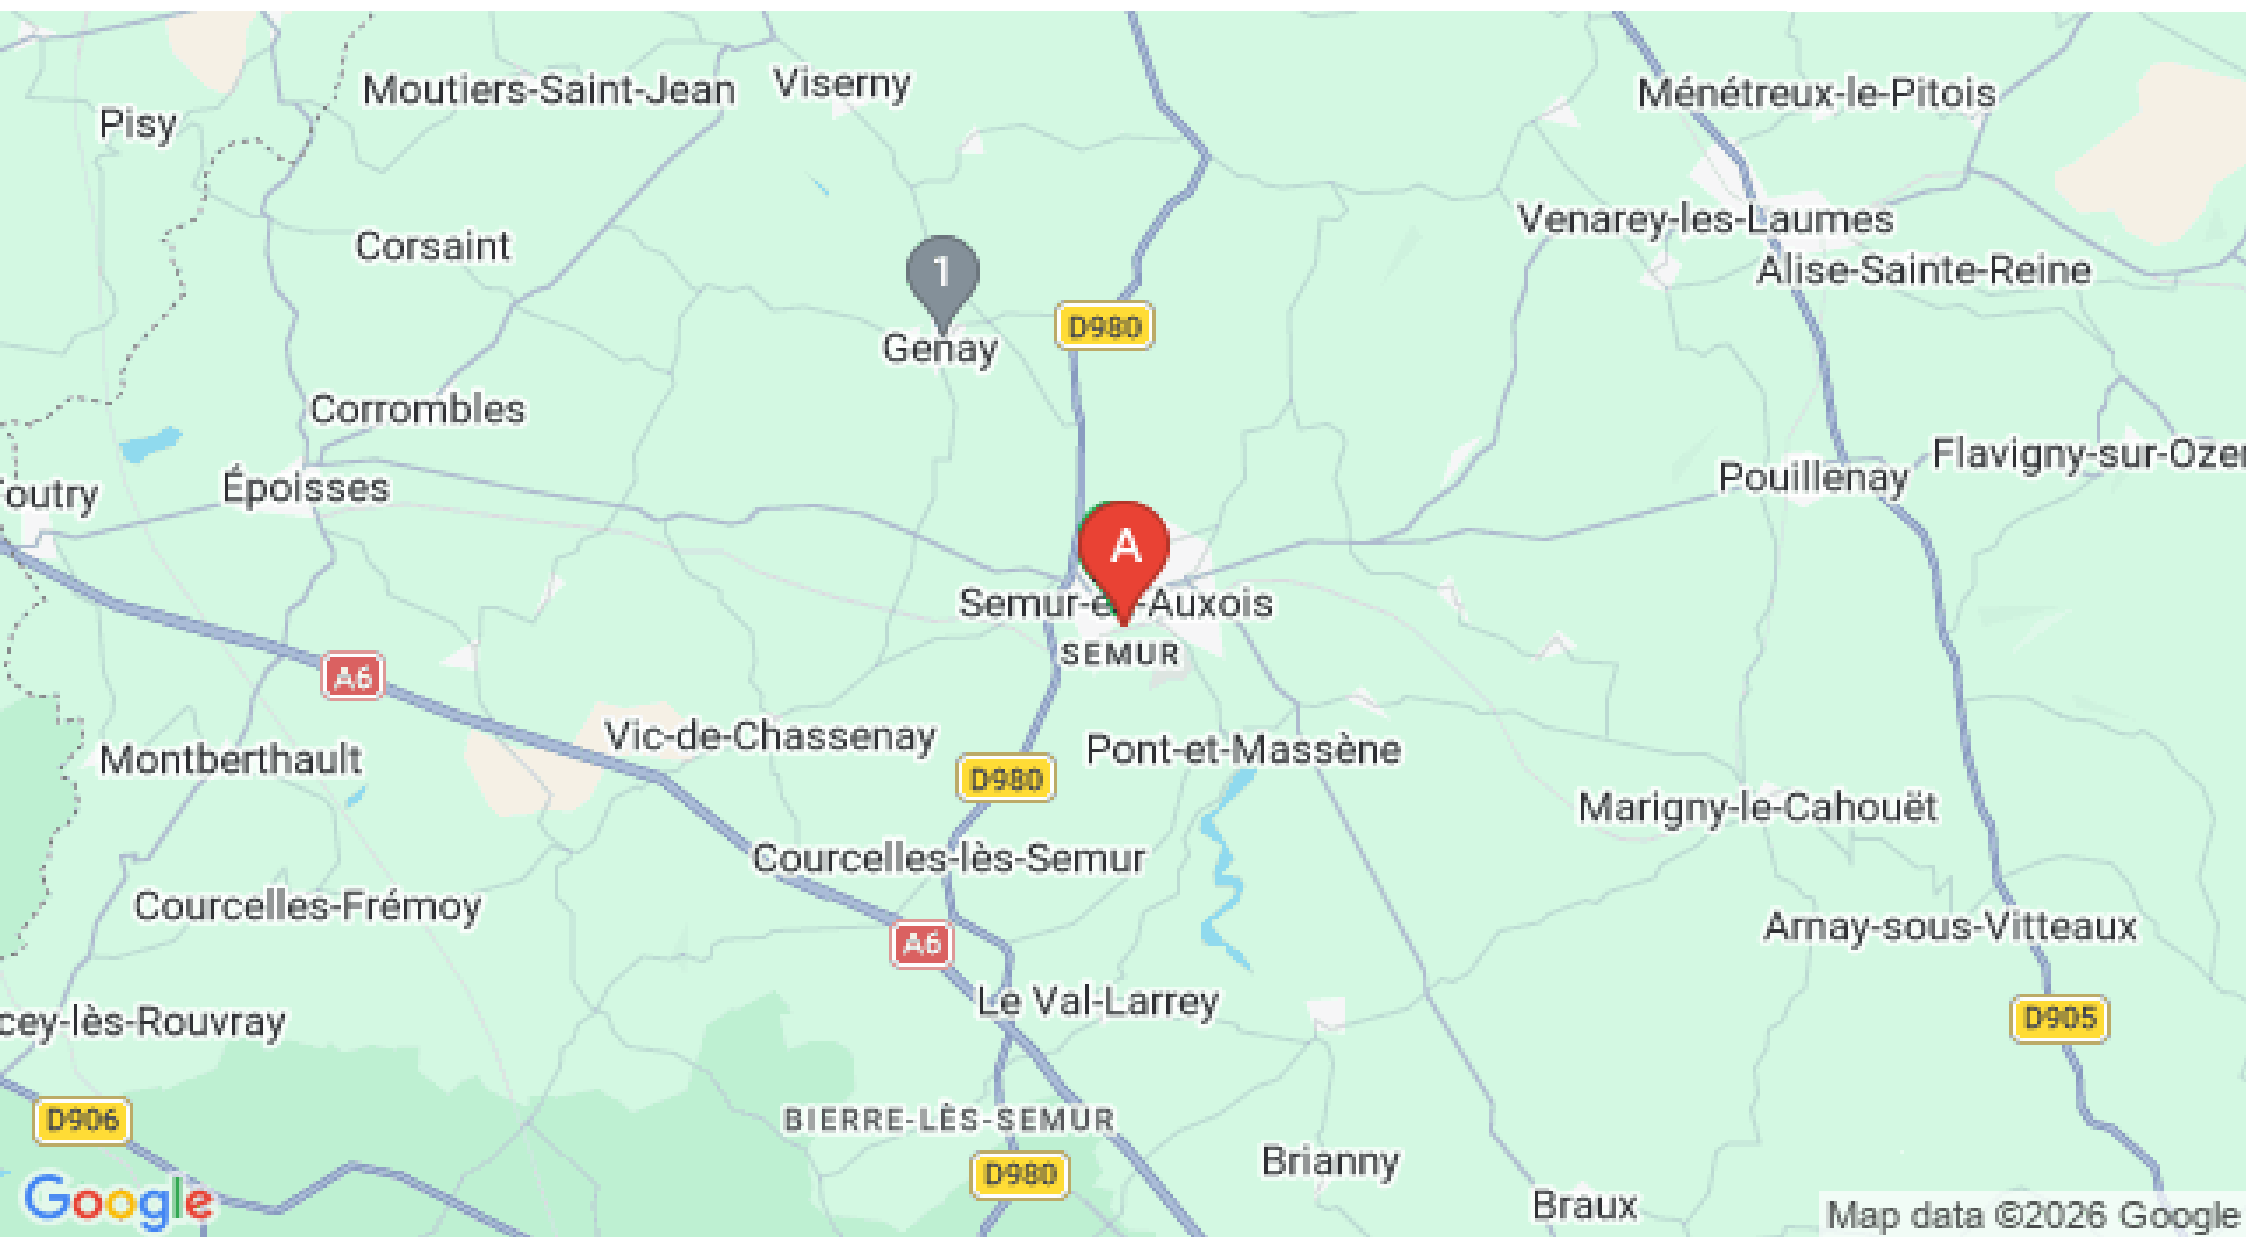 Moutiers-Saint-Jean
Viserny
Ménétreux-le-Pitois
Pisy
Venarey-les-Laumes
Corsaint
1
Alise-Sainte-Reine
D980
Genay
Corrombles
Flavigny-sur-Ozer
Pouillenay
Époisses
outry
A
Semur-en-Auxois
SEMUR
A6
Vic-de-Chassenay
Pont-et-Massène
Montberthault
D980
Marigny-le-Cahouët
Courcelles-lès-Semur
Courcelles-Frémoy
Arnay-sous-Vitteaux
A6
Le Val-Larrey
cey-lès-Rouvray
D905
D906
BIERRE-LÈS-SEMUR
Brianny
D980
Braux
Google
Map data ©2026 Google